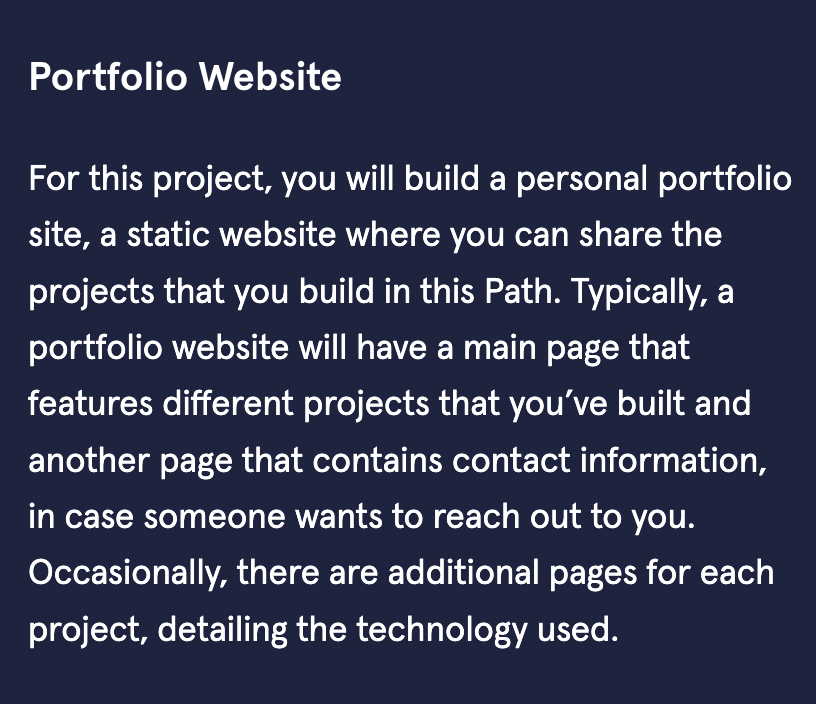 Portfolio Website
For this project, you will build a personal portfolio
site, a static website where you can share the
projects that you build in this Path. Typically, a
portfolio website will have a main page that
features different projects that you’ve built and
another page that contains contact information,
in case someone wants to reach out to you.
Occasionally, there are additional pages for each
project, detailing the technology used.